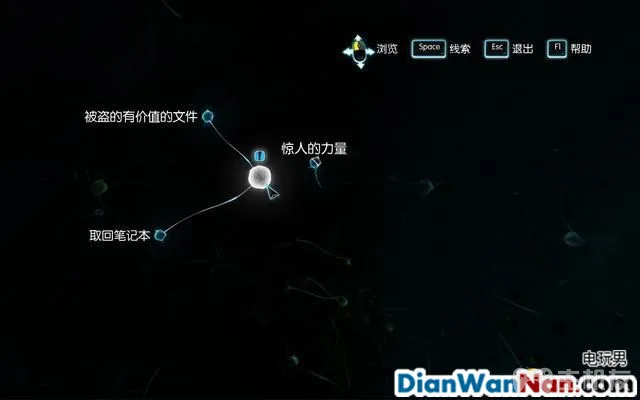 浏览
Space 线索
Esc 退出
F1 帮助
被盗的有价值的文件
惊人的力量
取回笔记本
电玩男
DianWanNan.com